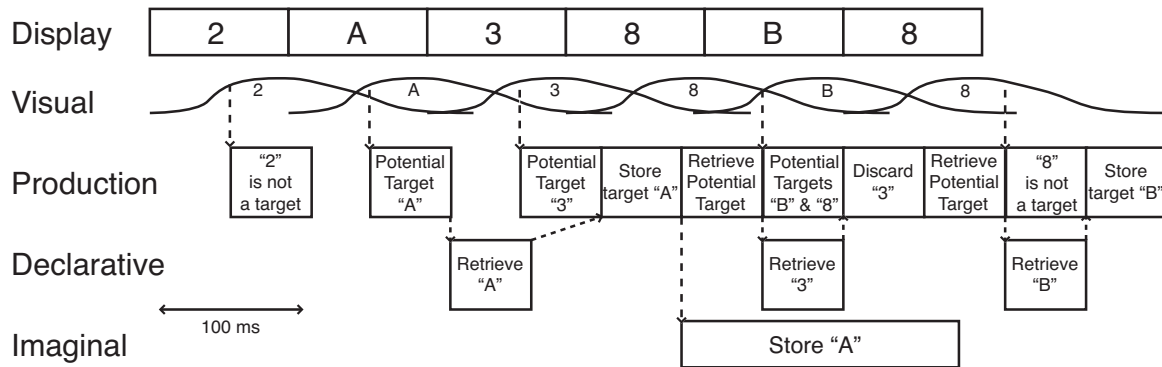 Display
2 A 3 8 B 8
Visual
2 A 3 8 B 8
Production
“2”
is not
a target
Potential
Target
“A”
Potential
Target
“3”
Store
target “A”
Retrieve
Potential
Target
Potential
Targets
“B” & “8”
Discard
“3”
Retrieve
Potential
Target
“8”
is not
a target
Store
target “B”
Declarative
Retrieve
“A”
Retrieve
“3”
Retrieve
“B”
100 ms
Imaginal
Store “A”